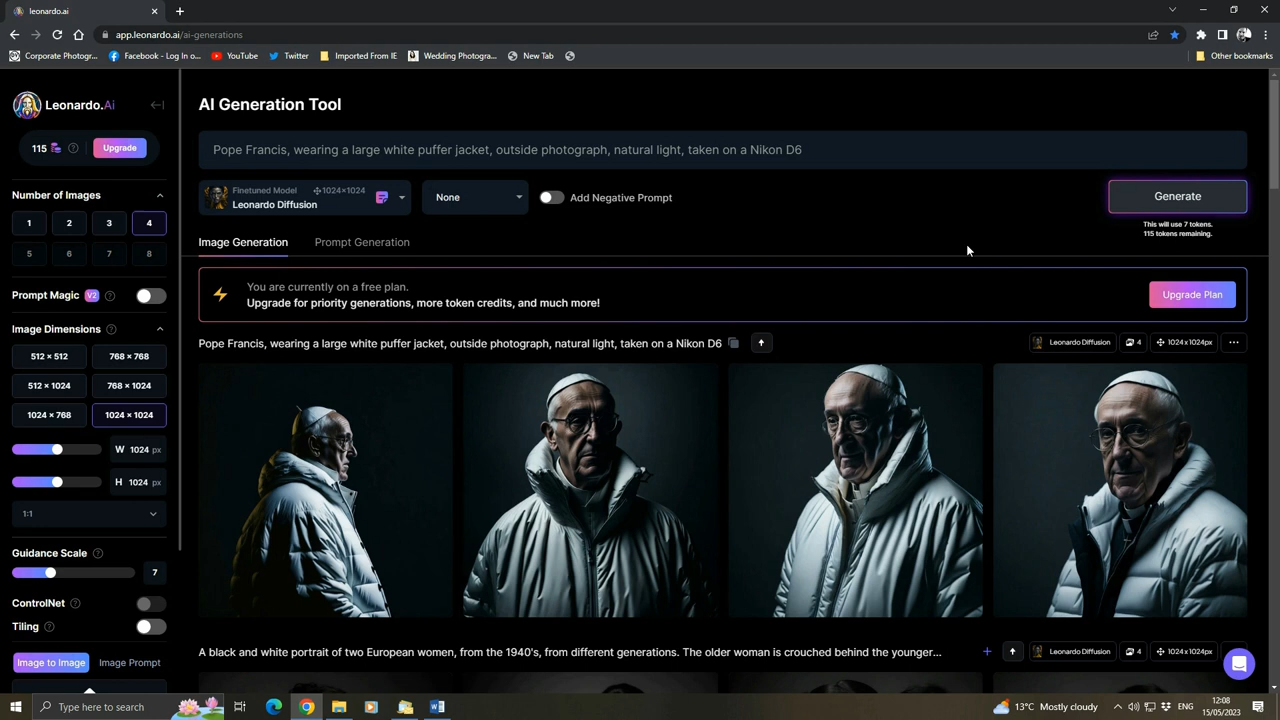 leonardo.ai
app.leonardo.ai/ai-generations
Corporate Photogr... Facebook - Log In o... YouTube Twitter Imported From IE Wedding Photogra... New Tab Other bookmarks
Leonardo.Ai
115 Upgrade
Number of Images
1 2 3 4
5 6 7 8
Prompt Magic V2
Image Dimensions
512 × 512 768 × 768
512 × 1024 768 × 1024
1024 × 768 1024 × 1024
W 1024 px
H 1024 px
1:1
Guidance Scale
7
ControlNet
Tiling
Image to Image Image Prompt
AI Generation Tool
Pope Francis, wearing a large white puffer jacket, outside photograph, natural light, taken on a Nikon D6
Finetuned Model 1024×1024
Leonardo Diffusion
None
Add Negative Prompt
Generate
This will use 7 tokens.
115 tokens remaining.
Image Generation Prompt Generation
You are currently on a free plan.
Upgrade for priority generations, more token credits, and much more!
Upgrade Plan
Pope Francis, wearing a large white puffer jacket, outside photograph, natural light, taken on a Nikon D6
Leonardo Diffusion 4 1024x1024px
A black and white portrait of two European women, from the 1940's, from different generations. The older woman is crouched behind the younger...
Leonardo Diffusion 4 1024x1024px
Type here to search
13°C Mostly cloudy
ENG
12:08
15/05/2023